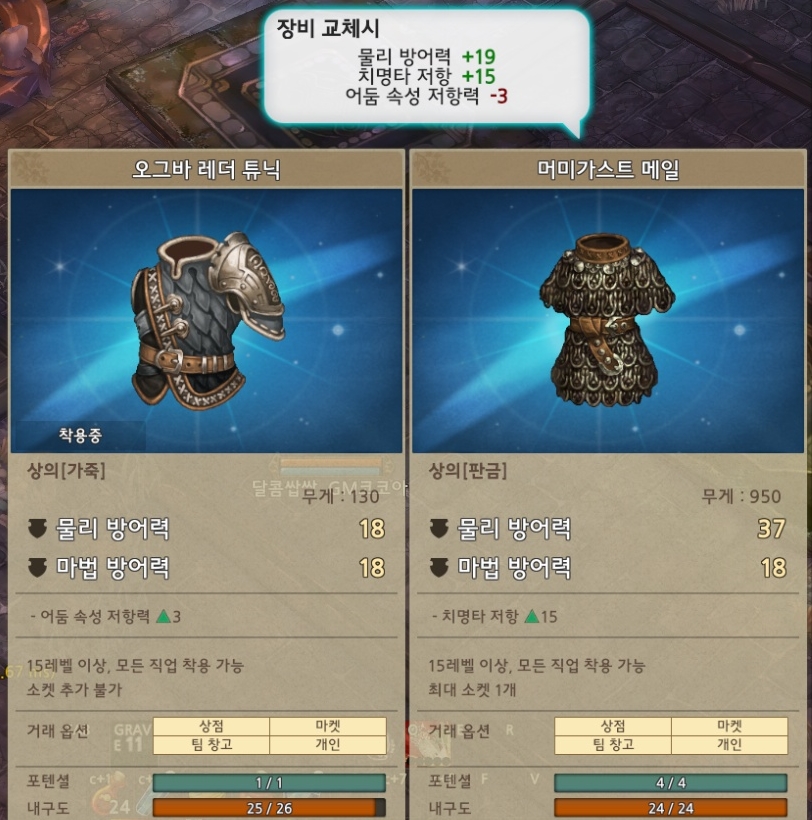 장비 교체시
물리 방어력 +19
치명타 저항 +15
어둠 속성 저항력 -3
오그바 레더 튜닉
착용중
상의[가죽]
무게 : 130
물리 방어력 18
마법 방어력 18
- 어둠 속성 저항력 ▲3
15레벨 이상, 모든 직업 착용 가능
소켓 추가 불가
거래 옵션
상점 마켓
팀 창고 개인
포텐셜 1 / 1
내구도 25 / 26
머미가스트 메일
상의[판금]
무게 : 950
물리 방어력 37
마법 방어력 18
- 치명타 저항 ▲15
15레벨 이상, 모든 직업 착용 가능
최대 소켓 1개
거래 옵션
상점 마켓
팀 창고 개인
포텐셜 4 / 4
내구도 24 / 24